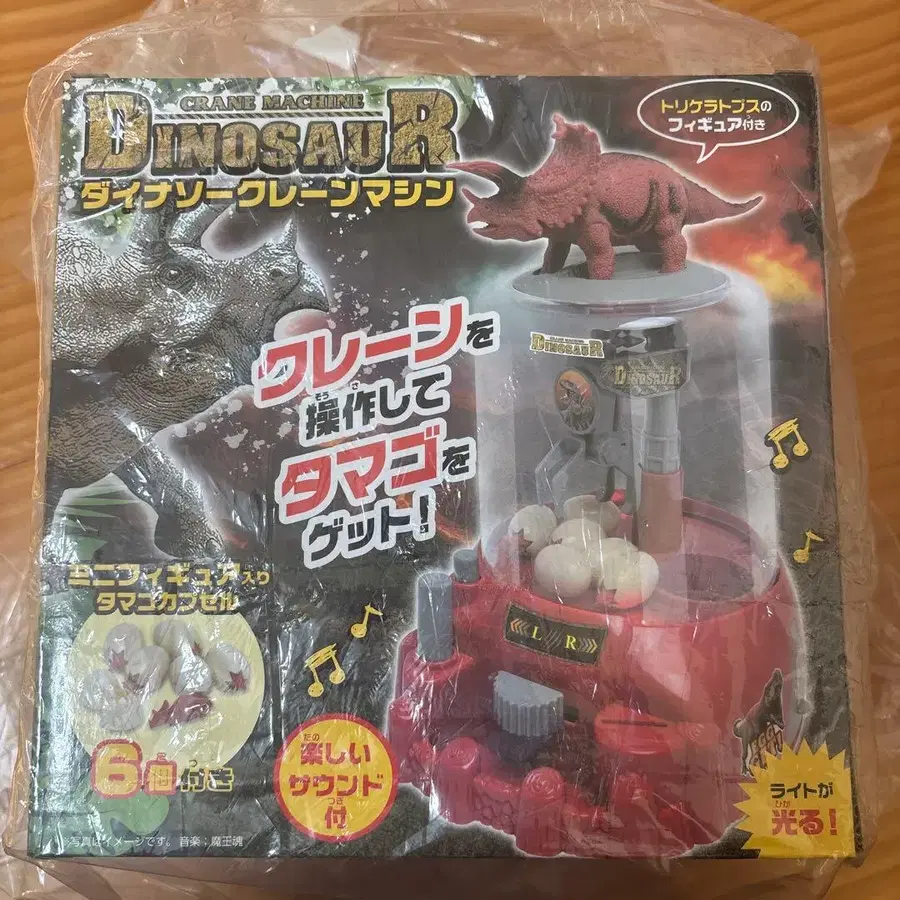 CRANE MACHINE
DINOSAUR
ダイナソークレーンマシン
トリケラトプスの
フィギュア付き
クレーンを
操作して
タマゴを
ゲット!
CRANE MACHINE
DINOSAUR
DINOSAUR
L R
ミニフィギュア入り
タマゴカプセル
6個付き
楽しい
サウンド
付
ライトが
光る!
※写真はイメージです。 音楽:魔王魂